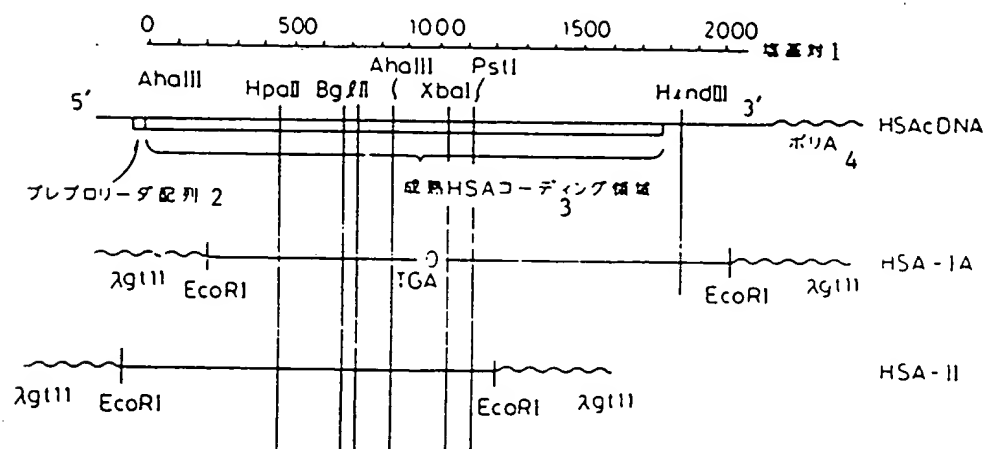 0 500 1000 1500 2000 塩基対1
AhaIII PstI
AhaIII HpaII BglII XbaI HindIII
5' 3' HSAcDNA
ポリA 4
プレプロリーダ配列 2 成熟HSAコーディング領域 3
HSA-IA
λgt11 EcoRI TGA EcoRI λgt11
HSA-II
λgt11 EcoRI EcoRI λgt11